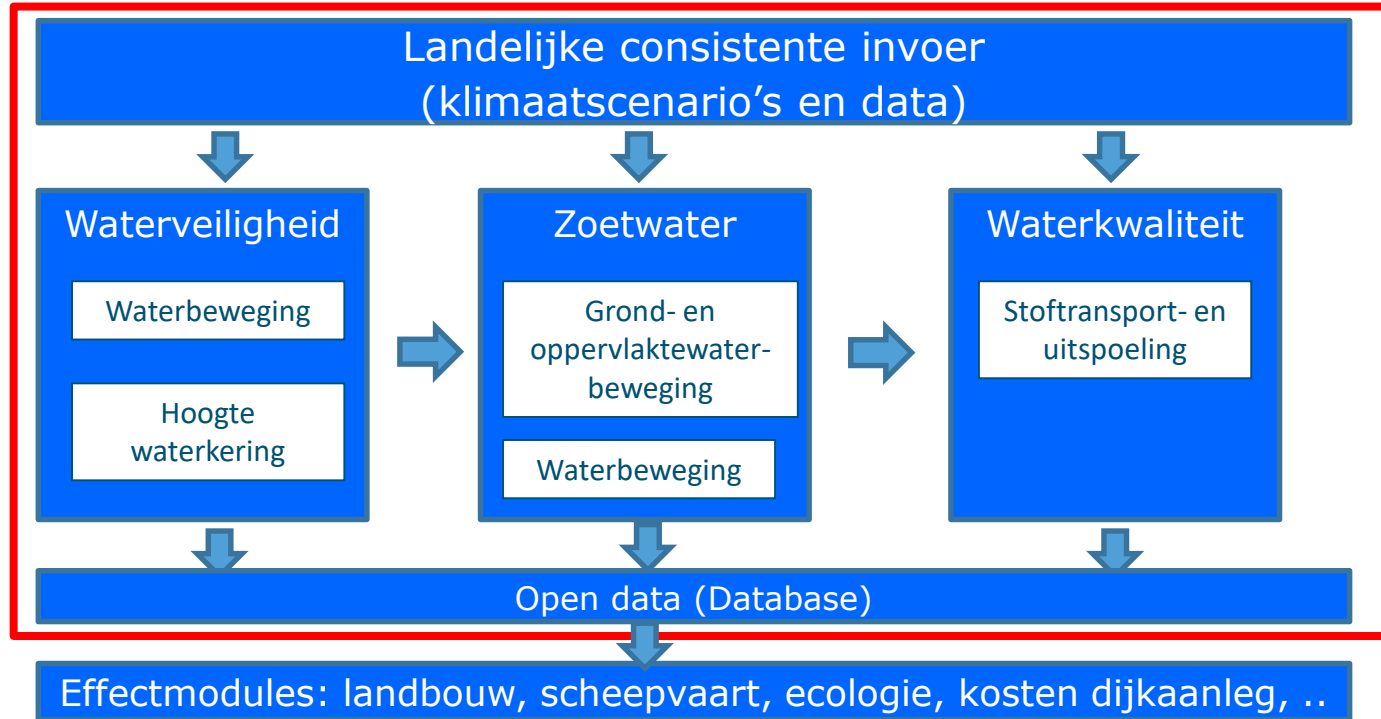 Landelijke consistente invoer
(klimaatscenario’s en data)
Waterveiligheid
Waterbeweging
Hoogte
waterkering
Zoetwater
Grond- en
oppervlaktewater-
beweging
Waterbeweging
Waterkwaliteit
Stoftransport- en
uitspoeling
Open data (Database)
Effectmodules: landbouw, scheepvaart, ecologie, kosten dijkaanleg, ..